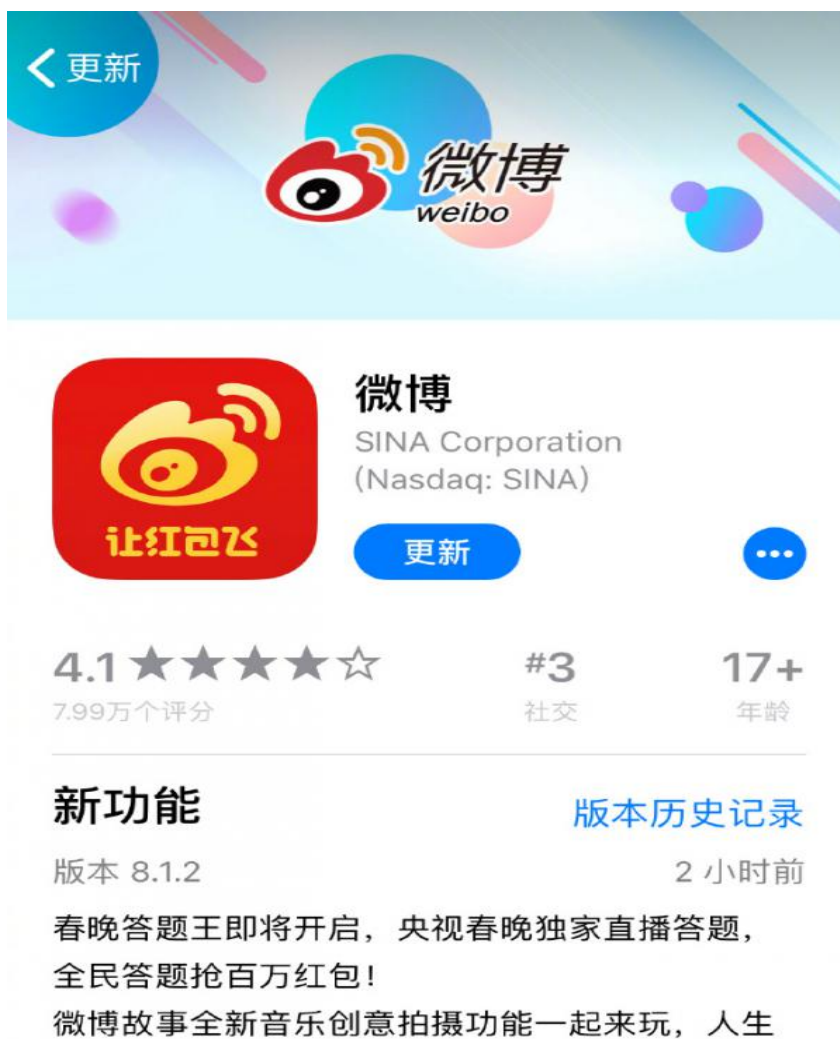 更新
微博
weibo
微博
SINA Corporation
(Nasdaq: SINA)
让红包飞
更新
4.1
#3
17+
7.99万个评分
社交
年龄
新功能
版本历史记录
版本 8.1.2
2 小时前
春晚答题王即将开启，央视春晚独家直播答题，
全民答题抢百万红包！
微博故事全新音乐创意拍摄功能一起来玩，人生